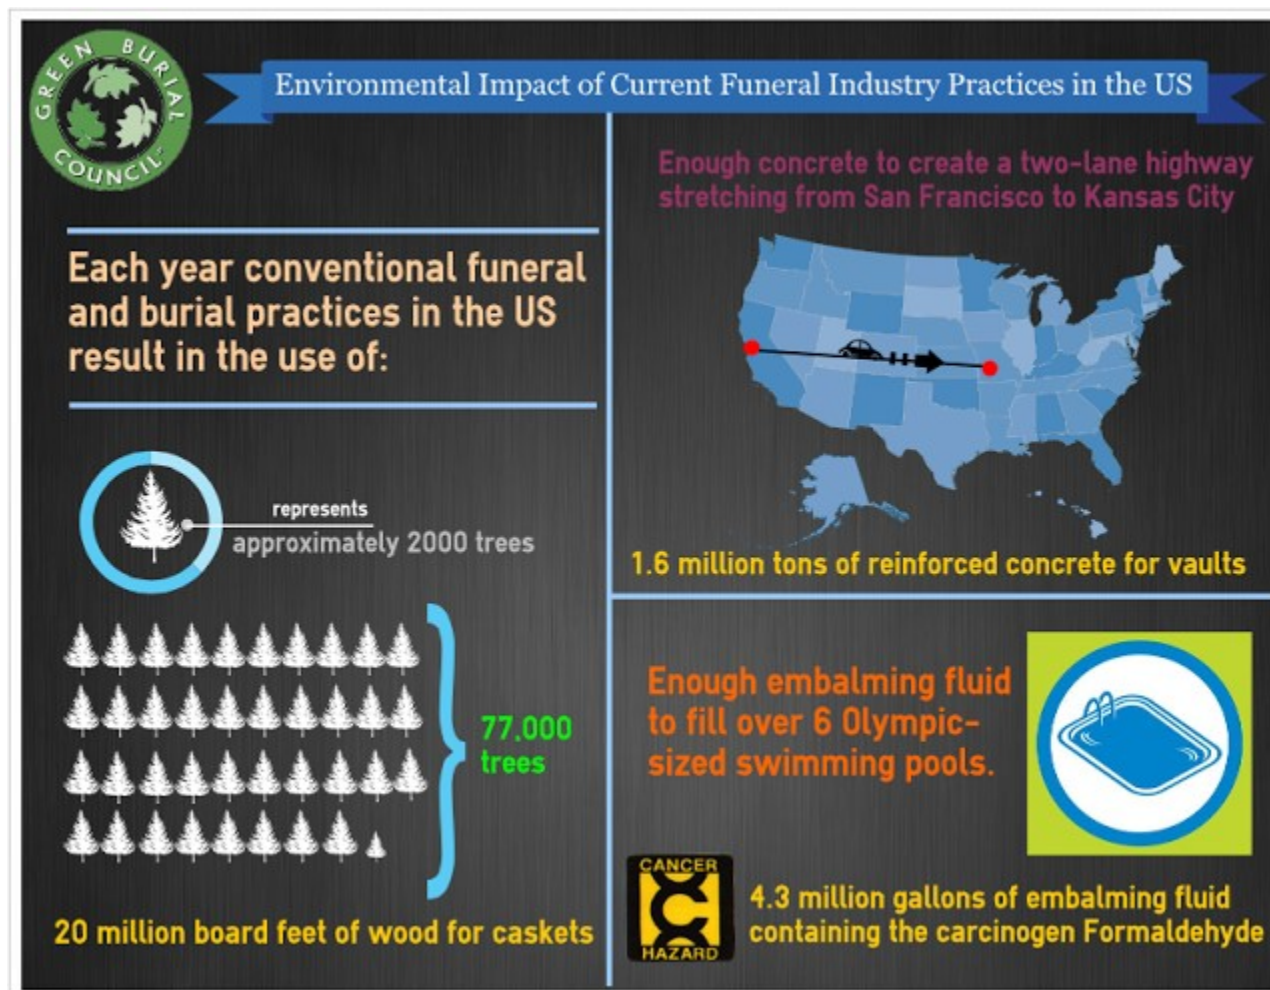 GREEN BURIAL COUNCIL
Environmental Impact of Current Funeral Industry Practices in the US
Each year conventional funeral
and burial practices in the US
result in the use of:
represents
approximately 2000 trees
77,000
trees
20 million board feet of wood for caskets
Enough concrete to create a two-lane highway
stretching from San Francisco to Kansas City
1.6 million tons of reinforced concrete for vaults
Enough embalming fluid
to fill over 6 Olympic-
sized swimming pools.
CANCER
HAZARD
4.3 million gallons of embalming fluid
containing the carcinogen Formaldehyde